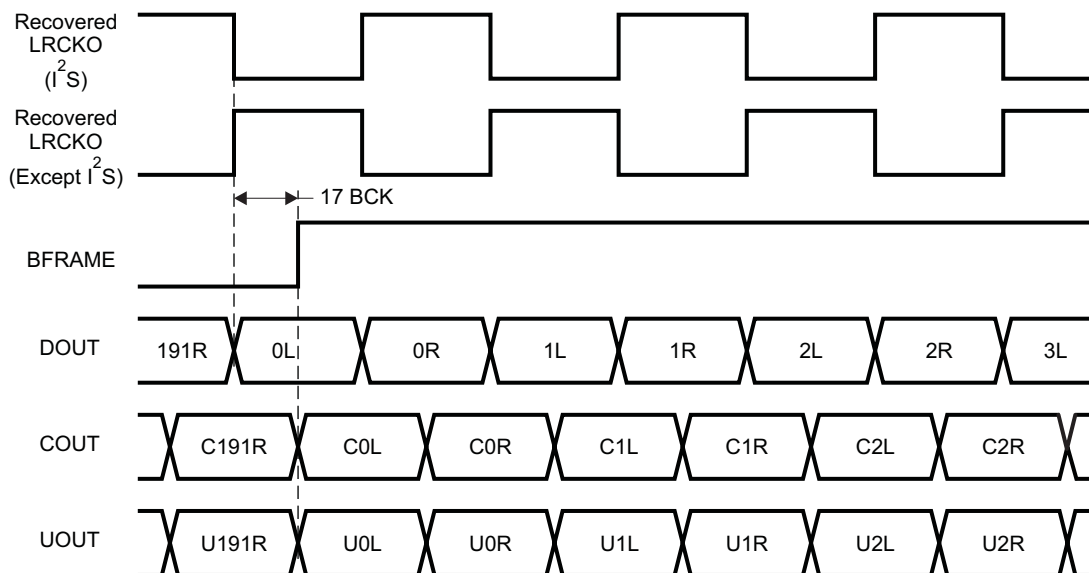 Recovered
LRCKO
(I²S)
Recovered
LRCKO
(Except I²S)
17 BCK
BFRAME
DOUT 191R 0L 0R 1L 1R 2L 2R 3L
COUT C191R C0L C0R C1L C1R C2L C2R
UOUT U191R U0L U0R U1L U1R U2L U2R